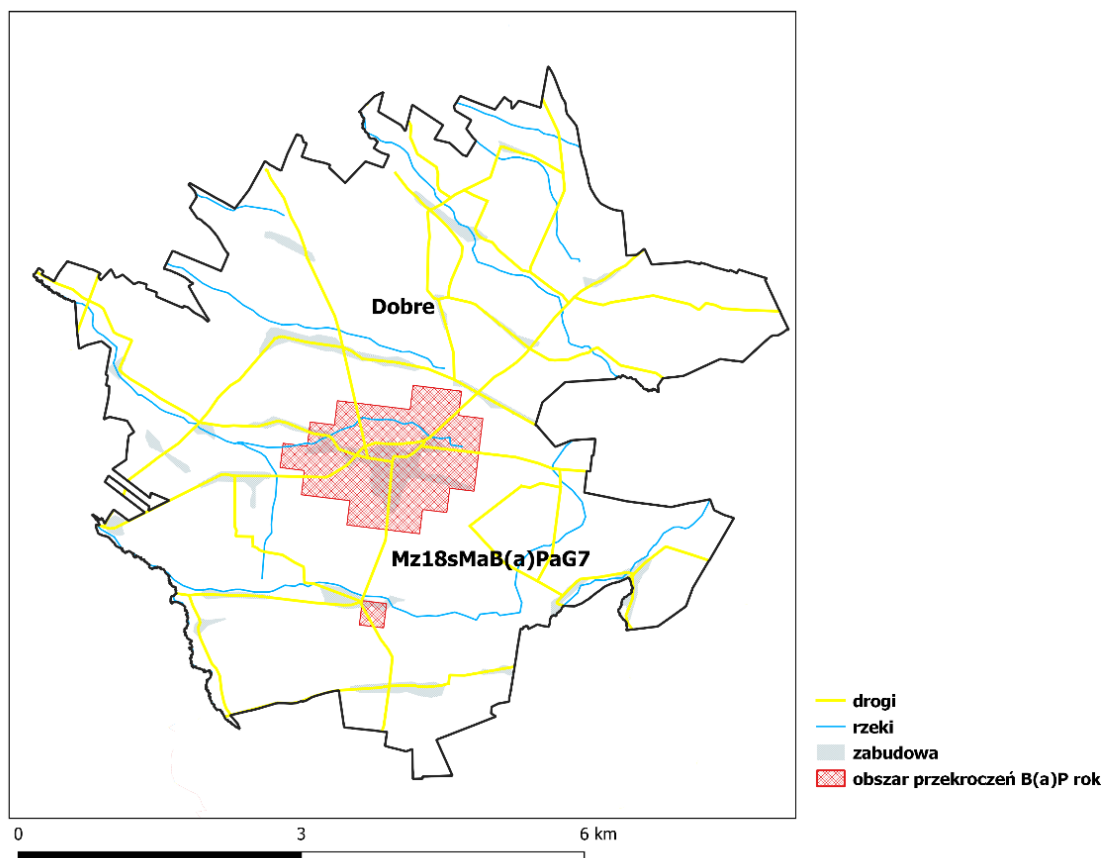 Dobre
Mz18sMaB(a)PaG7
drogi
rzeki
zabudowa
obszar przekroczeń B(a)P rok
0 3 6 km